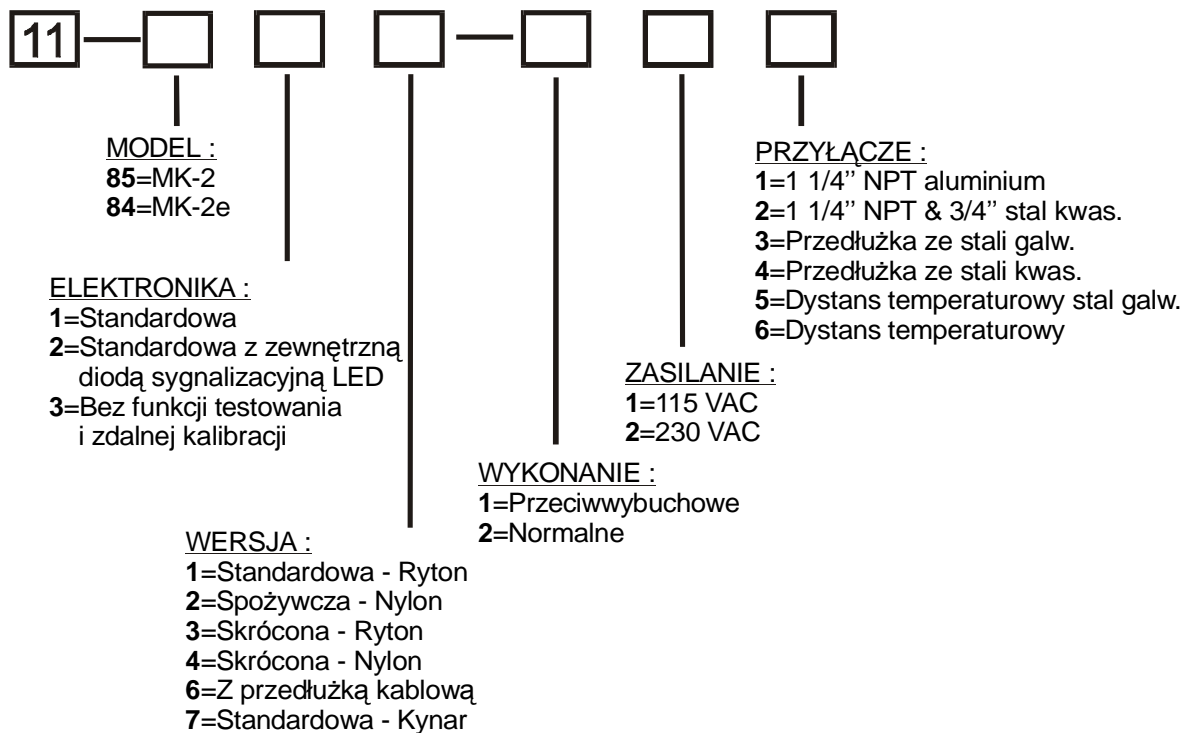 11
MODEL :
85=MK-2
84=MK-2e
PRZYŁĄCZE :
1=1 1/4’’ NPT aluminium
2=1 1/4’’ NPT & 3/4” stal kwas.
3=Przedłużka ze stali galw.
4=Przedłużka ze stali kwas.
5=Dystans temperaturowy stal galw.
6=Dystans temperaturowy
ELEKTRONIKA :
1=Standardowa
2=Standardowa z zewnętrzną
diodą sygnalizacyjną LED
3=Bez funkcji testowania
i zdalnej kalibracji
ZASILANIE :
1=115 VAC
2=230 VAC
WYKONANIE :
1=Przeciwwybuchowe
2=Normalne
WERSJA :
1=Standardowa - Ryton
2=Spożywcza - Nylon
3=Skrócona - Ryton
4=Skrócona - Nylon
6=Z przedłużką kablową
7=Standardowa - Kynar